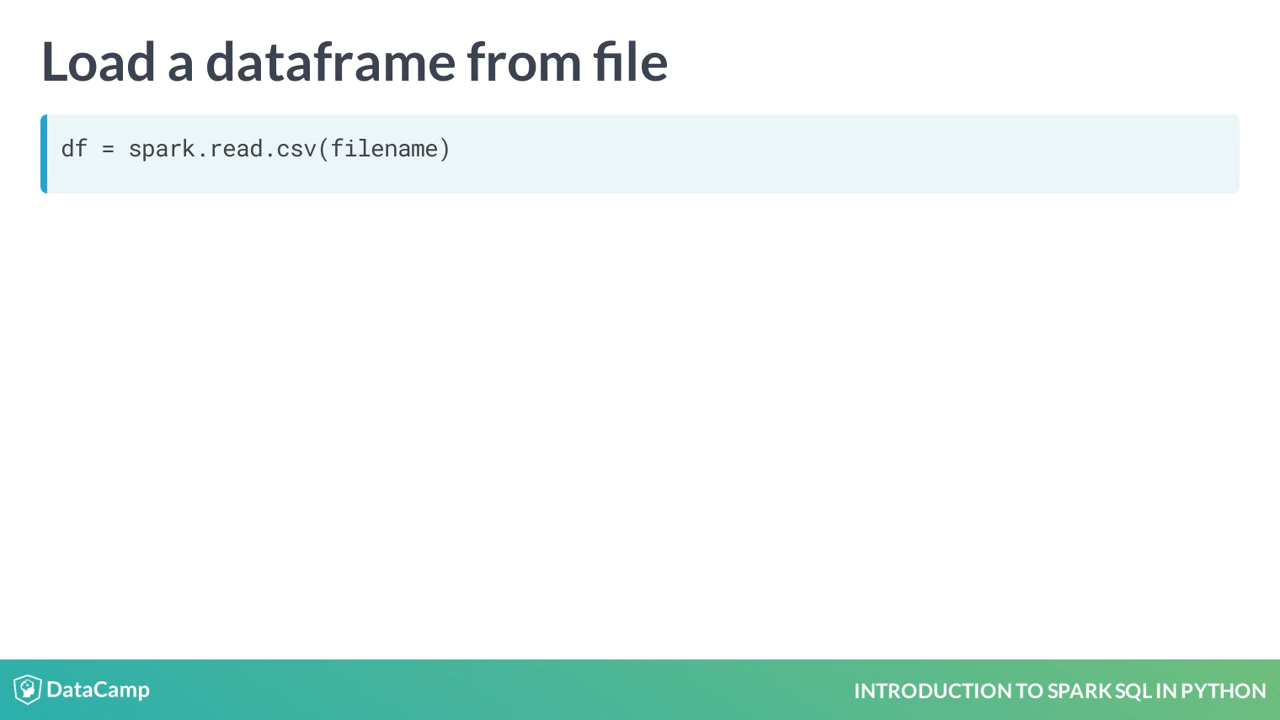 Load a dataframe from file
df = spark.read.csv(filename)
DataCamp
INTRODUCTION TO SPARK SQL IN PYTHON